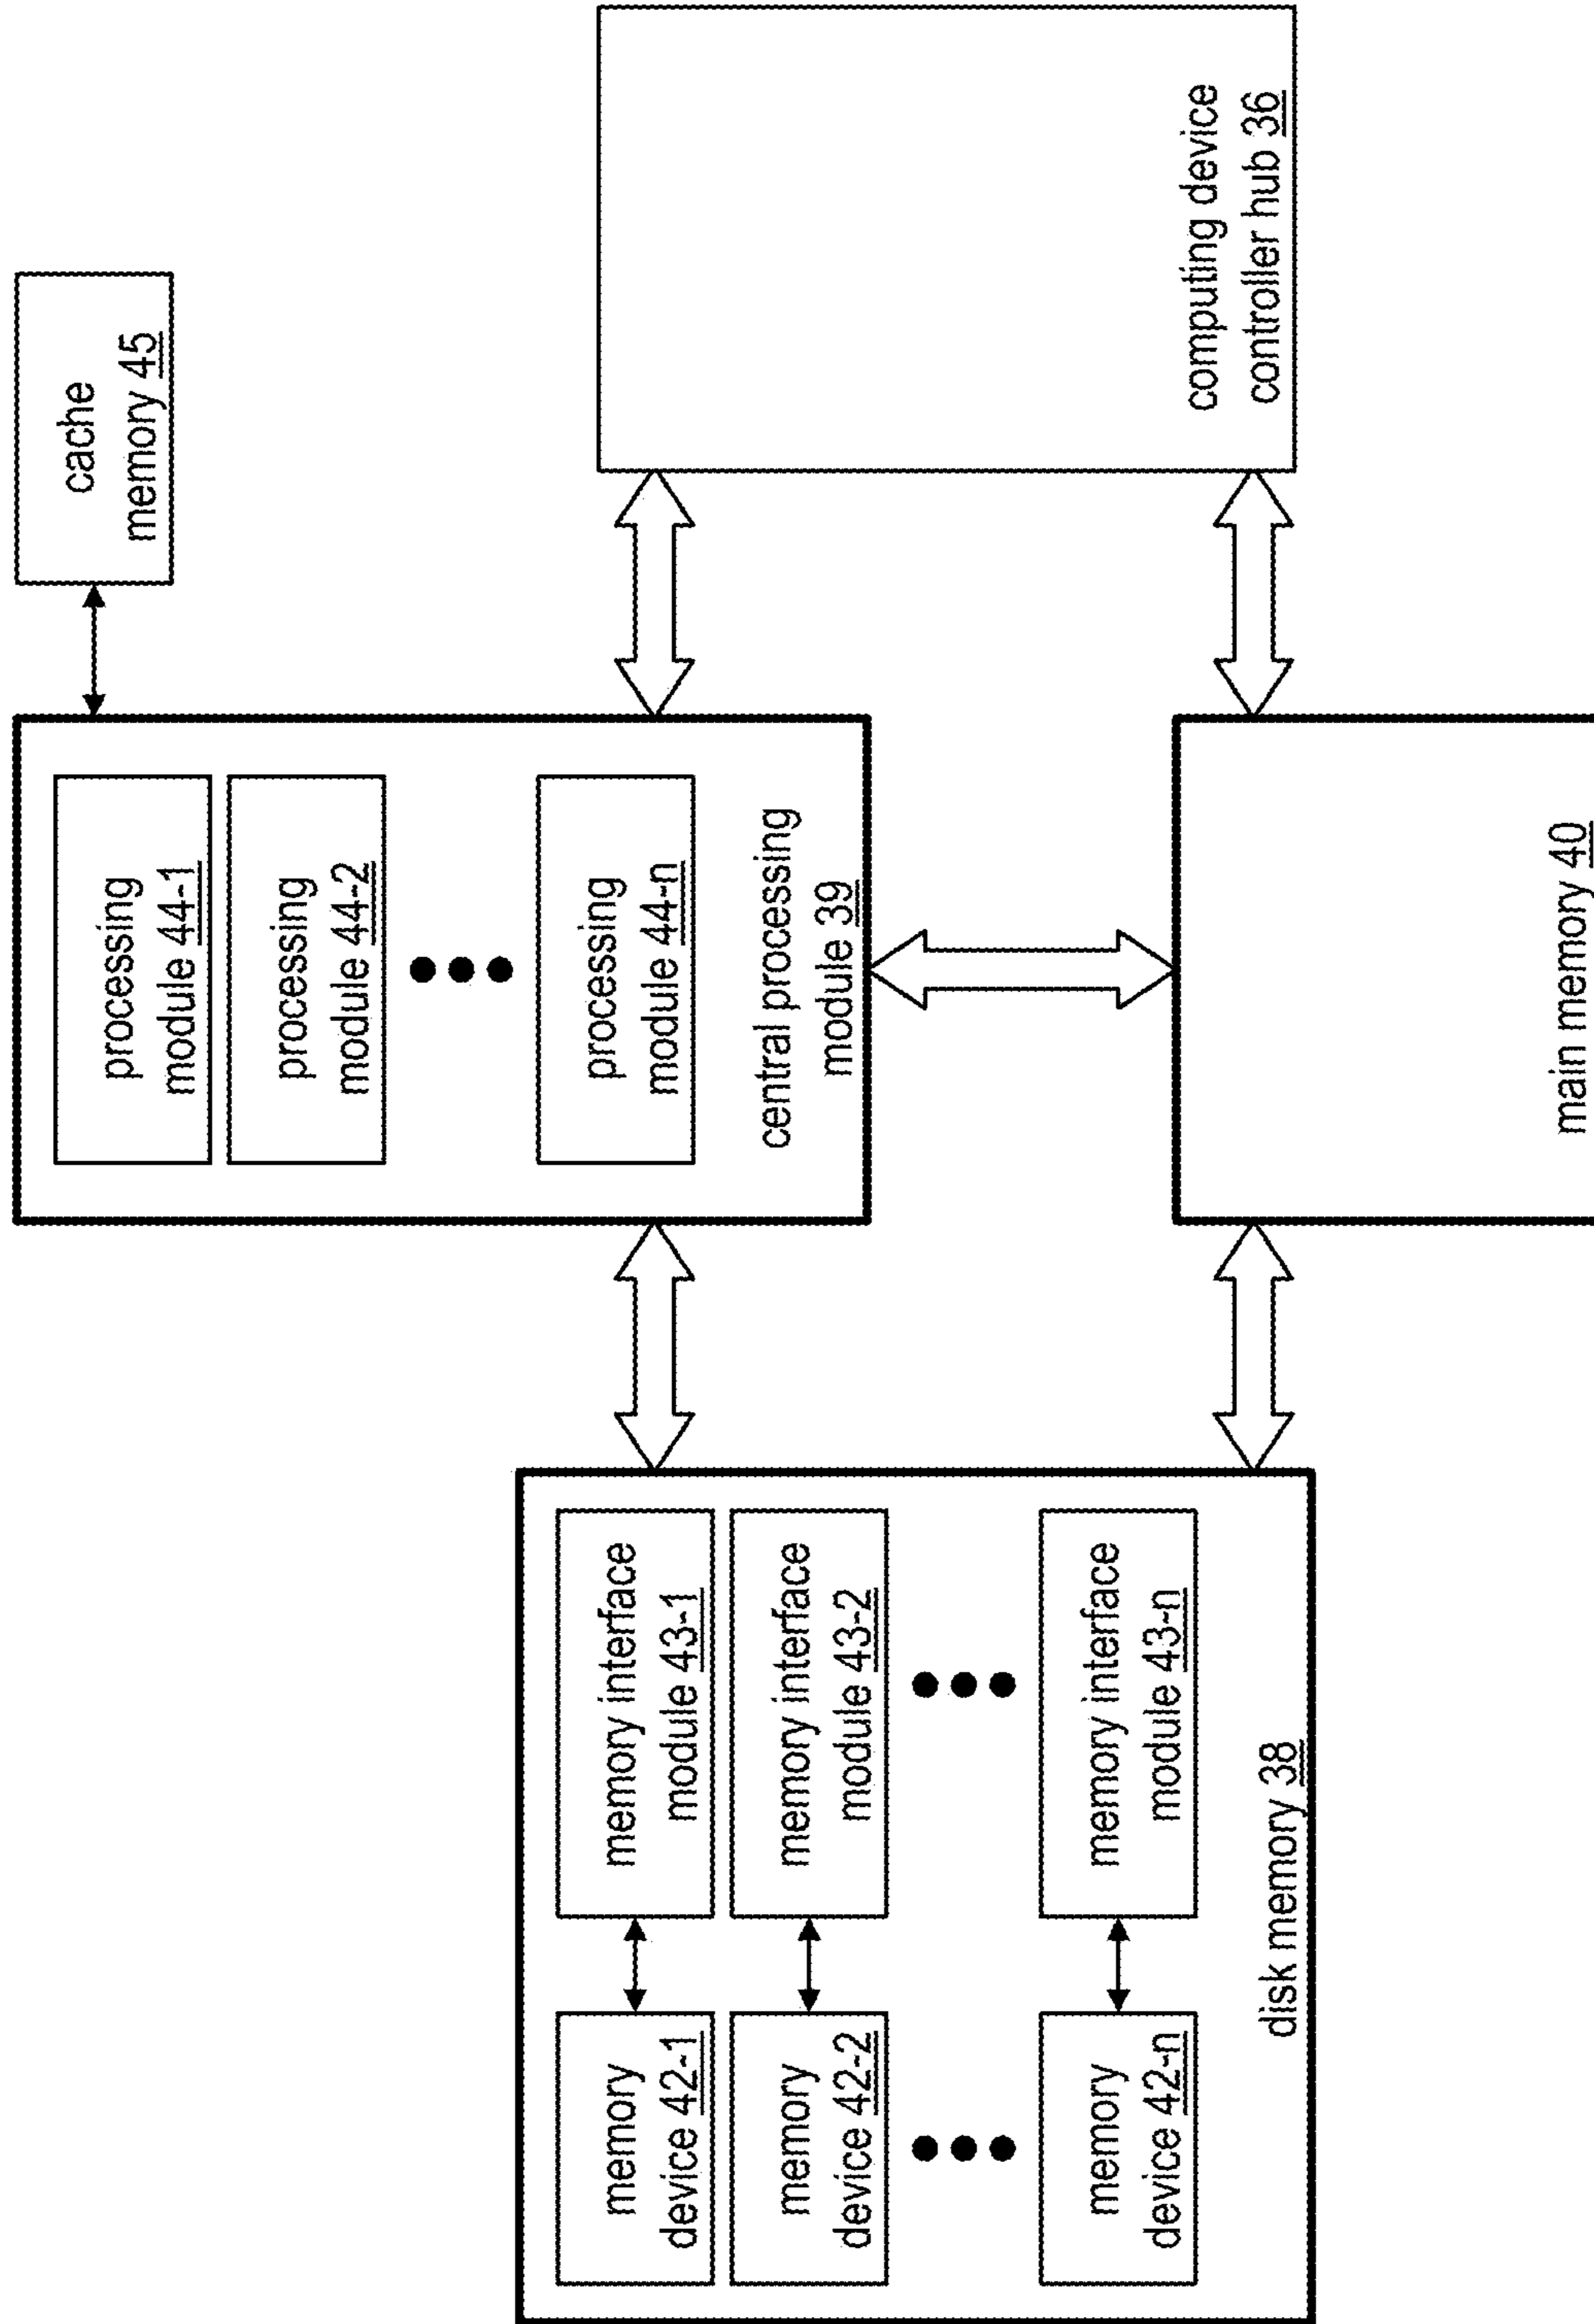 memory
device 42-1
memory interface
module 43-1
memory
device 42-2
memory interface
module 43-2
memory
device 42-n
memory interface
module 43-n
disk memory 38
processing
module 44-1
processing
module 44-2
processing
module 44-n
central processing
module 39
cache
memory 45
main memory 40
computing device
controller hub 36